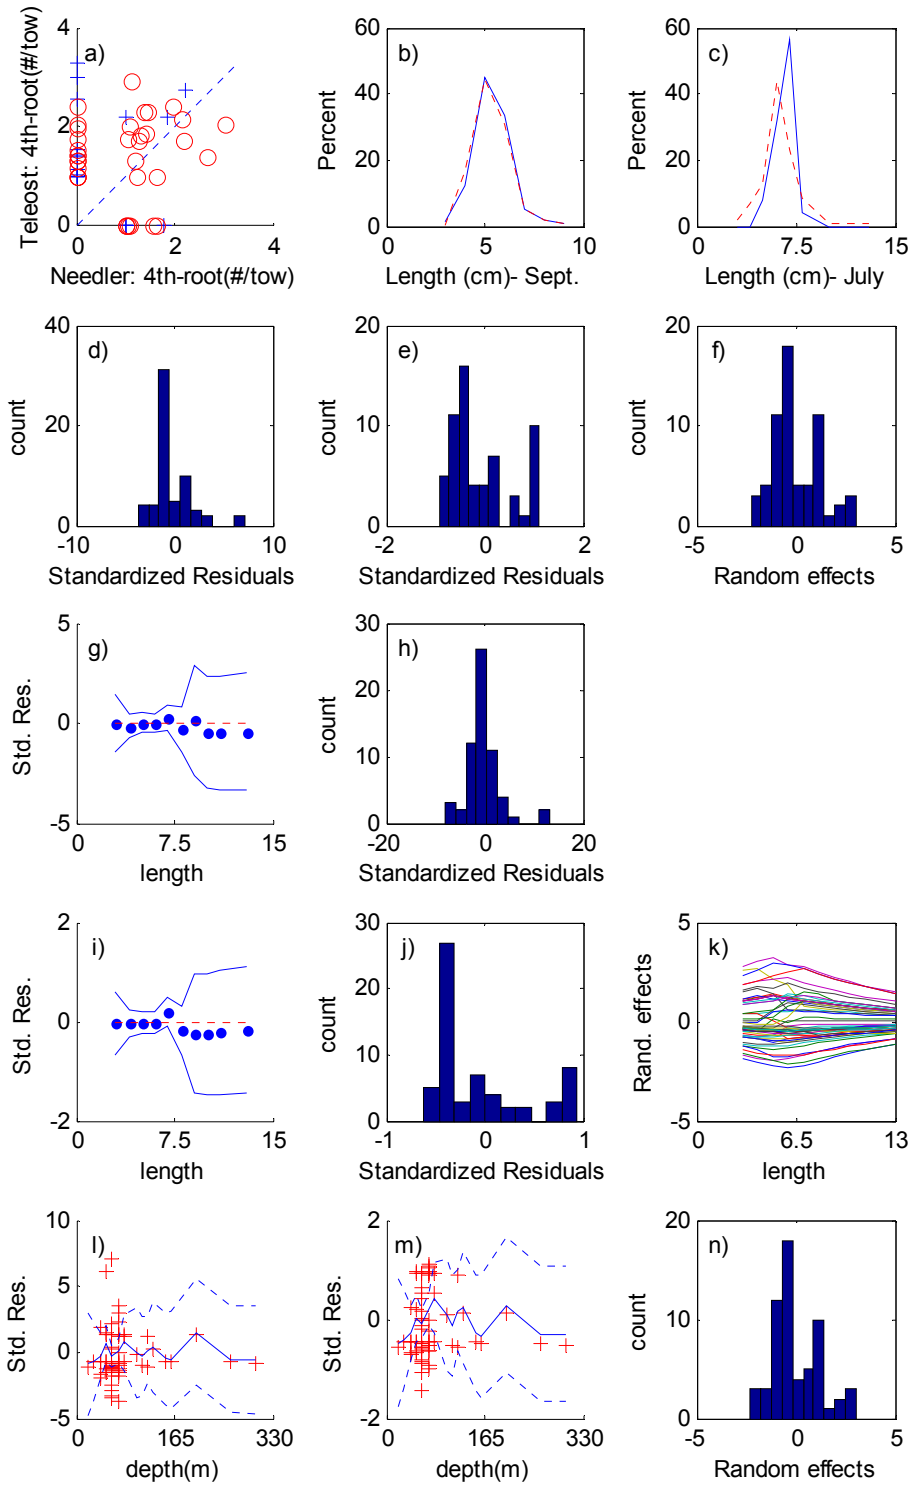 a)
4
2
0
0
2
4
Teleost: 4th-root(#/tow)
Needler: 4th-root(#/tow)
b)
60
40
20
0
0
5
10
Percent
Length (cm)- Sept.
c)
60
40
20
0
0
7.5
15
Percent
Length (cm)- July
d)
40
20
0
-10
0
10
count
Standardized Residuals
e)
20
10
0
-2
0
2
count
Standardized Residuals
f)
20
10
0
-5
0
5
count
Random effects
g)
5
0
-5
0
7.5
15
Std. Res.
length
h)
30
20
10
0
-20
0
20
count
Standardized Residuals
i)
2
0
-2
0
7.5
15
Std. Res.
length
j)
30
20
10
0
-1
0
1
count
Standardized Residuals
k)
5
0
-5
0
6.5
13
Rand. effects
length
l)
10
5
0
-5
0
165
330
Std. Res.
depth(m)
m)
2
0
-2
0
165
330
Std. Res.
depth(m)
n)
20
10
0
-5
0
5
count
Random effects